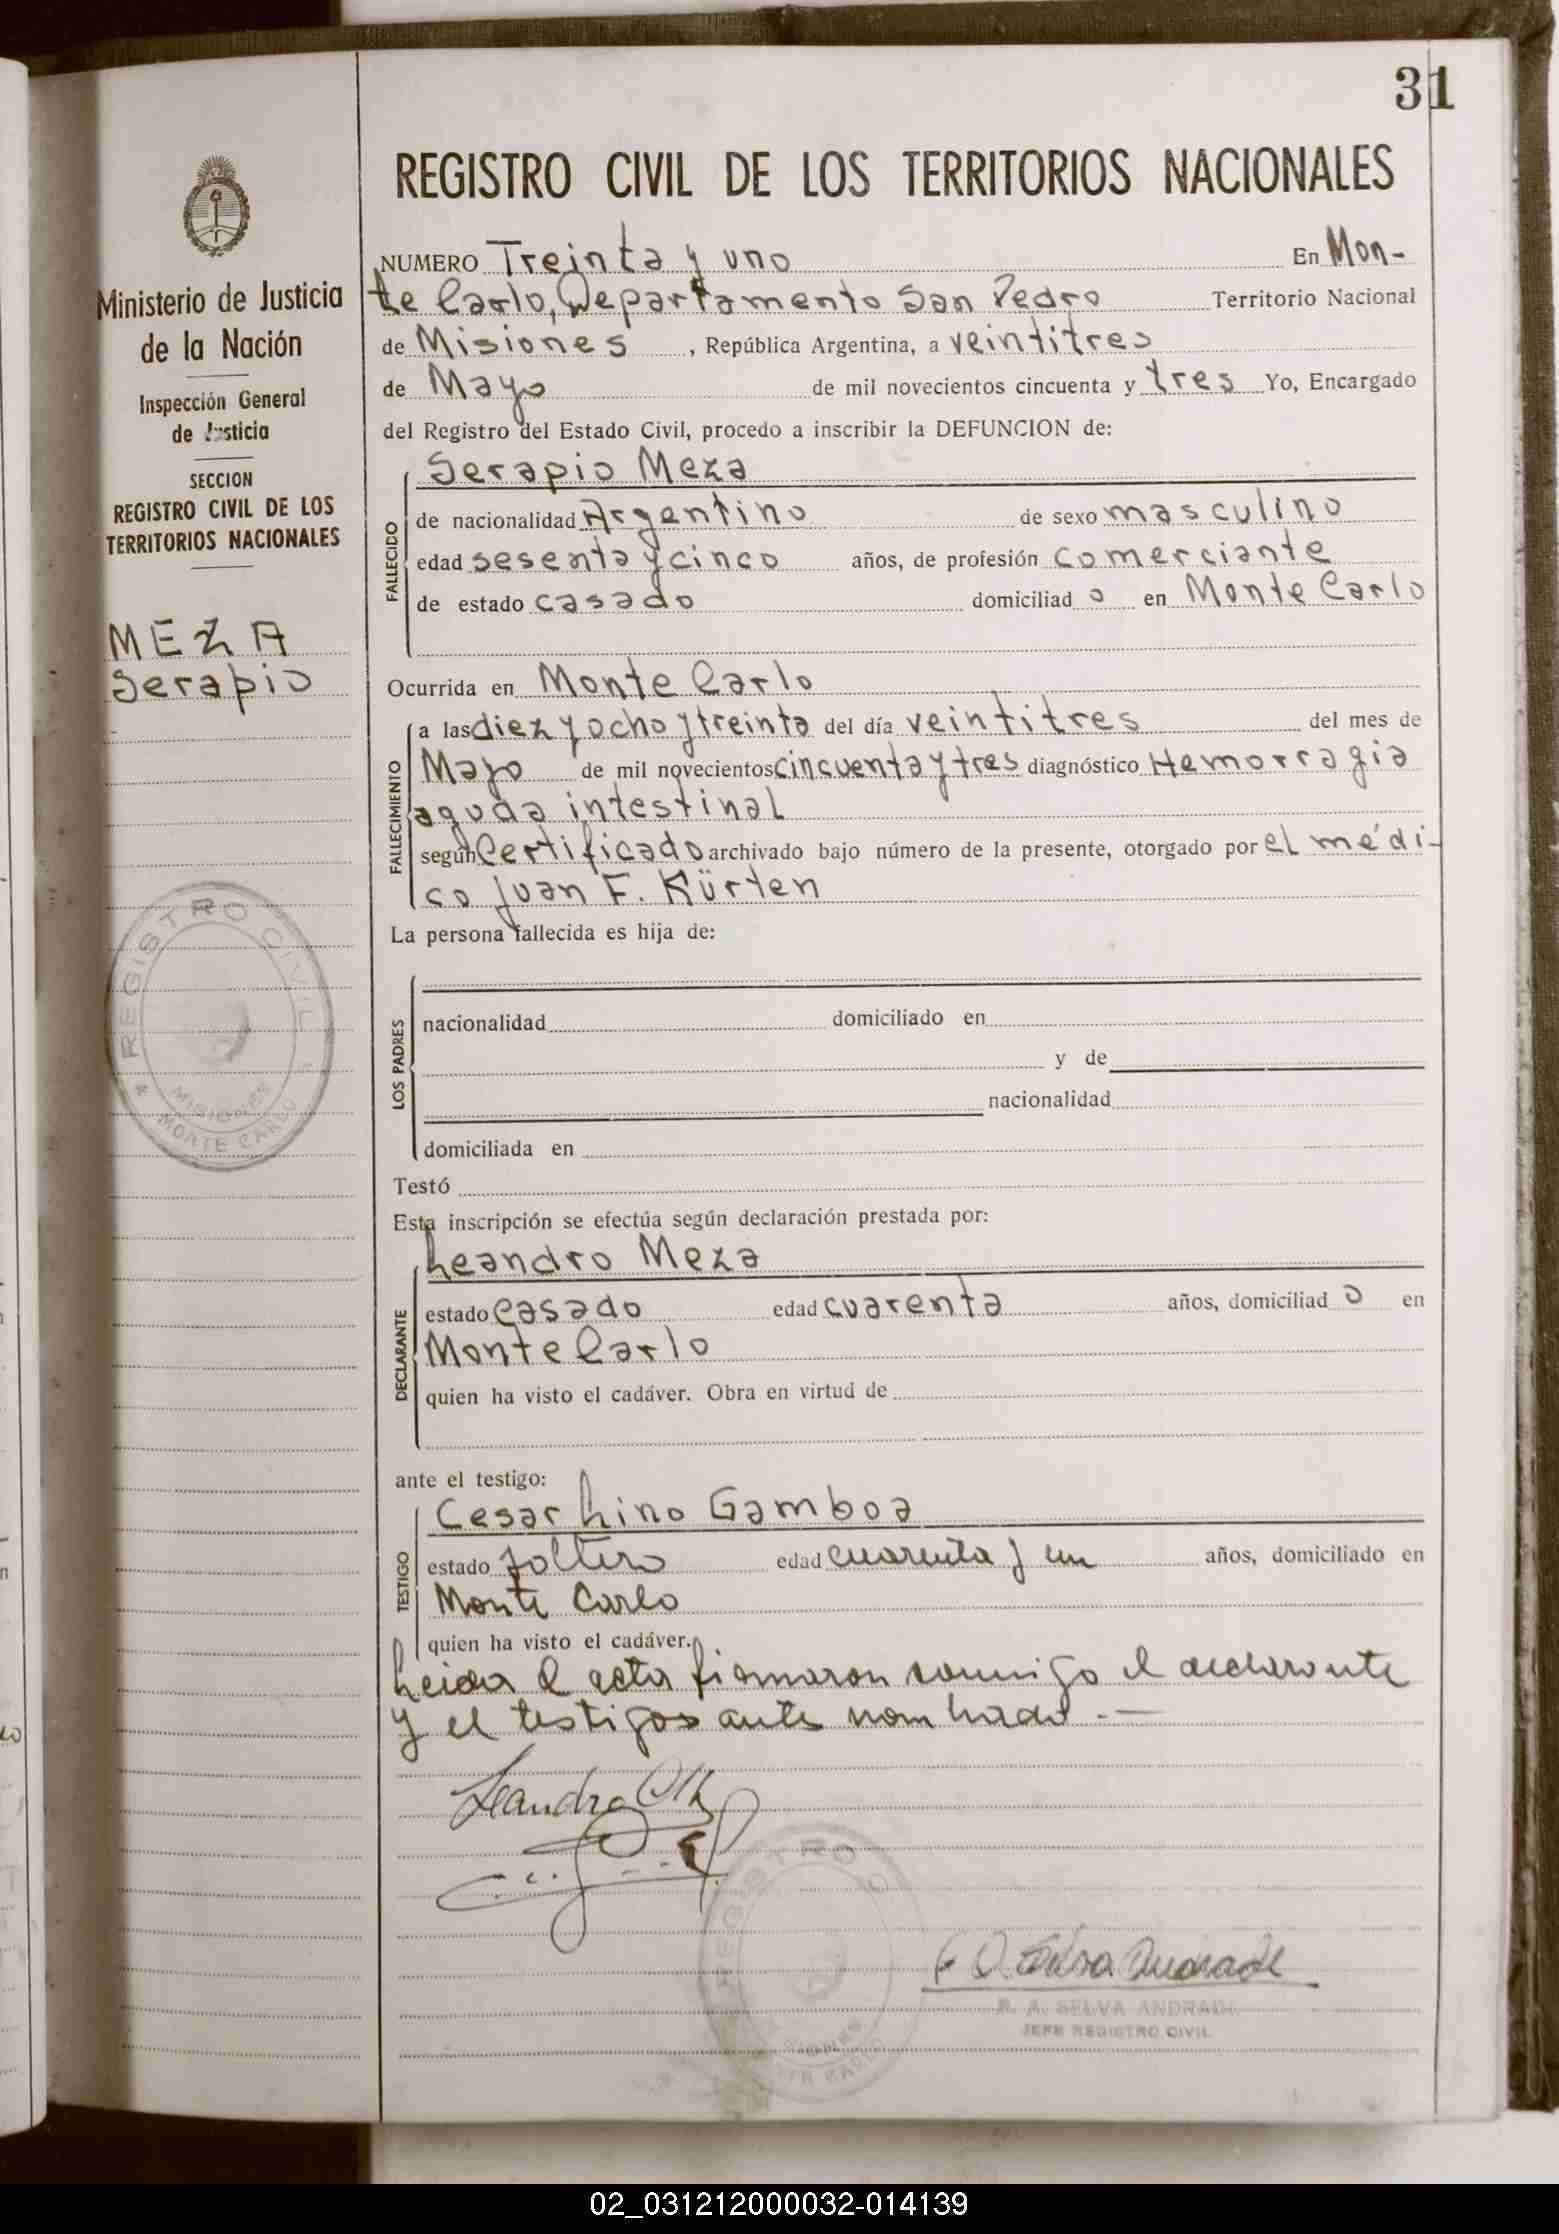 31
REGISTRO CIVIL DE LOS TERRITORIOS NACIONALES
Ministerio de Justicia
de la Nación
Inspección General
de Justicia
SECCION
REGISTRO CIVIL DE LOS
TERRITORIOS NACIONALES
MEZA
Serapio
REGISTRO CIVIL
MISIONES
MONTE CARLO
NUMERO Treinta y uno En Mon-
te Carlo, Departamento San Pedro Territorio Nacional
de Misiones, República Argentina, a veintitres
de Mayo de mil novecientos cincuenta y tres Yo, Encargado
del Registro del Estado Civil, procedo a inscribir la DEFUNCION de:
FALLECIDO
Serapio Meza
de nacionalidad Argentino de sexo masculino
edad sesenta y cinco años, de profesión comerciante
de estado casado domiciliad o en Monte Carlo
Ocurrida en Monte Carlo
FALLECIMIENTO
a las diez y ocho y treinta del día veintitres del mes de
Mayo de mil novecientos cincuenta y tres diagnóstico Hemorragia
aguda intestinal
según Certificado archivado bajo número de la presente, otorgado por el médi-
co Juan F. Kürten
La persona fallecida es hija de:
LOS PADRES
nacionalidad domiciliado en
y de
nacionalidad
domiciliada en
Testó
Esta inscripción se efectúa según declaración prestada por:
DECLARANTE
Leandro Meza
estado Casado edad cuarenta años, domiciliad o en
Monte Carlo
quien ha visto el cadáver. Obra en virtud de
ante el testigo:
TESTIGO
Cesar Lino Gamboa
estado soltero edad cuarenta y un años, domiciliado en
Monte Carlo
quien ha visto el cadáver.
Leida el acta firmaron conmigo el declarante
y el testigos antes nombrado.-
Leandro
Selva Andrade
R. A. SELVA ANDRADE
JEFE REGISTRO CIVIL
REGISTRO
MONTE CARLO
02_031212000032-014139